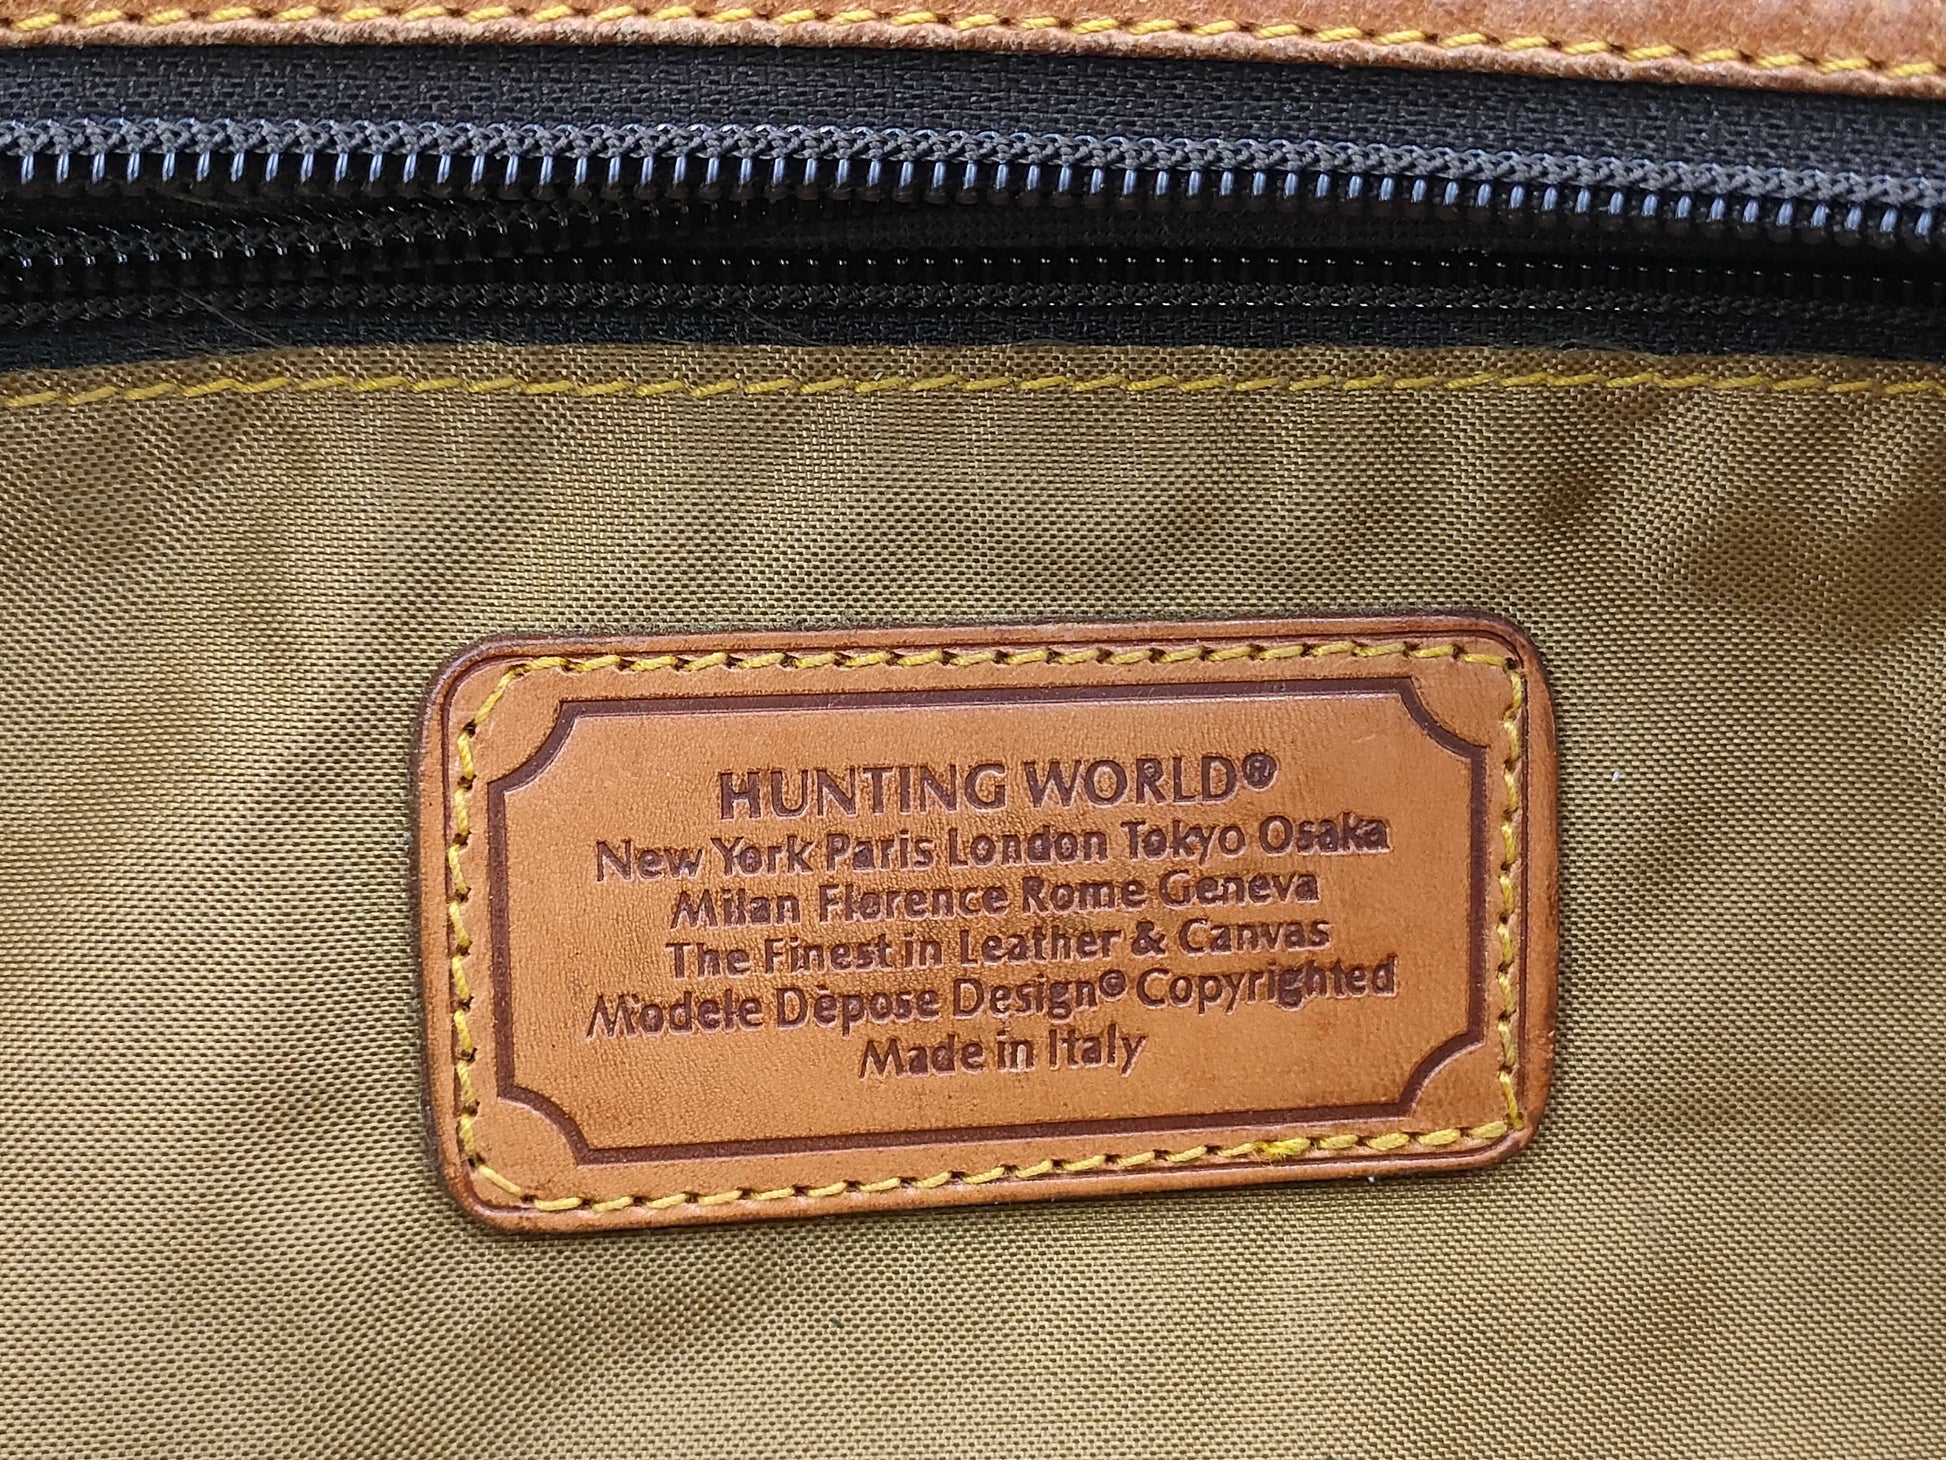 HUNTING WORLD®
New York Paris London Tokyo Osaka
Milan Florence Rome Geneva
The Finest in Leather & Canvas
Modele Dèpose Design© Copyrighted
Made in Italy